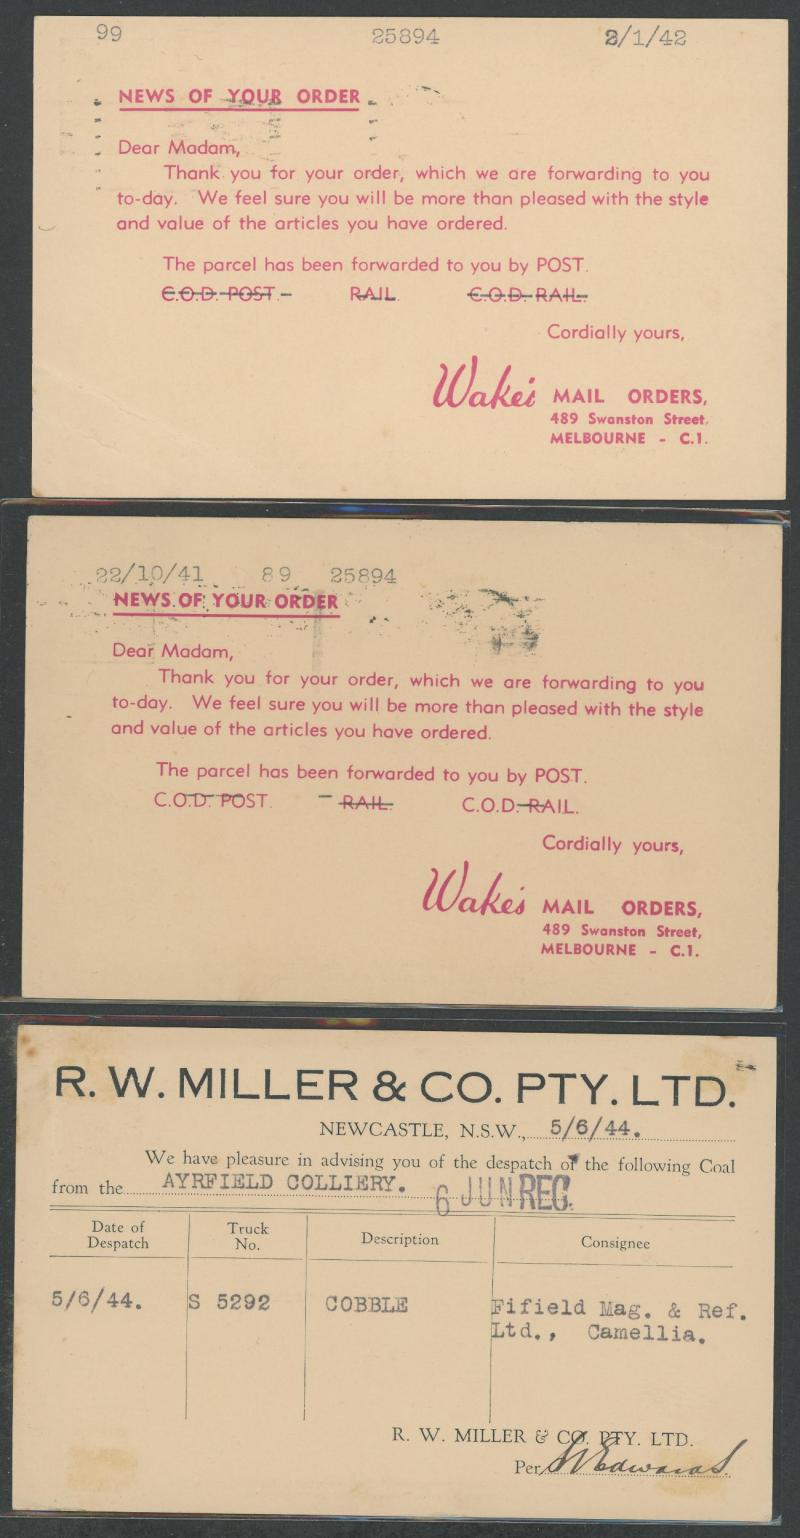 99 25894 2/1/42
NEWS OF YOUR ORDER
Dear Madam,
Thank you for your order, which we are forwarding to you
to-day. We feel sure you will be more than pleased with the style
and value of the articles you have ordered.
The parcel has been forwarded to you by POST.
C.O.D. POST. RAIL. C.O.D. RAIL.
Cordially yours,
Wake's MAIL ORDERS,
489 Swanston Street,
MELBOURNE - C.1.
22/10/41 89 25894
NEWS OF YOUR ORDER
Dear Madam,
Thank you for your order, which we are forwarding to you
to-day. We feel sure you will be more than pleased with the style
and value of the articles you have ordered.
The parcel has been forwarded to you by POST.
C.O.D. POST. RAIL. C.O.D. RAIL.
Cordially yours,
Wake's MAIL ORDERS,
489 Swanston Street,
MELBOURNE - C.1.
R. W. MILLER & CO. PTY. LTD.
NEWCASTLE, N.S.W., 5/6/44.
We have pleasure in advising you of the despatch of the following Coal
from the AYRFIELD COLLIERY. 6 JUN REC.
Date of Despatch Truck No. Description Consignee
5/6/44. S 5292 COBBLE Fifield Mag. & Ref.
Ltd., Camellia.
R. W. MILLER & CO. PTY. LTD.
Per Edwards